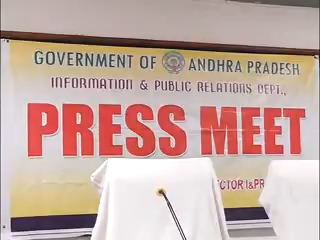 GOVERNMENT OF ANDHRA PRADESH
INFORMATION & PUBLIC RELATIONS DEPT.,
PRESS MEET